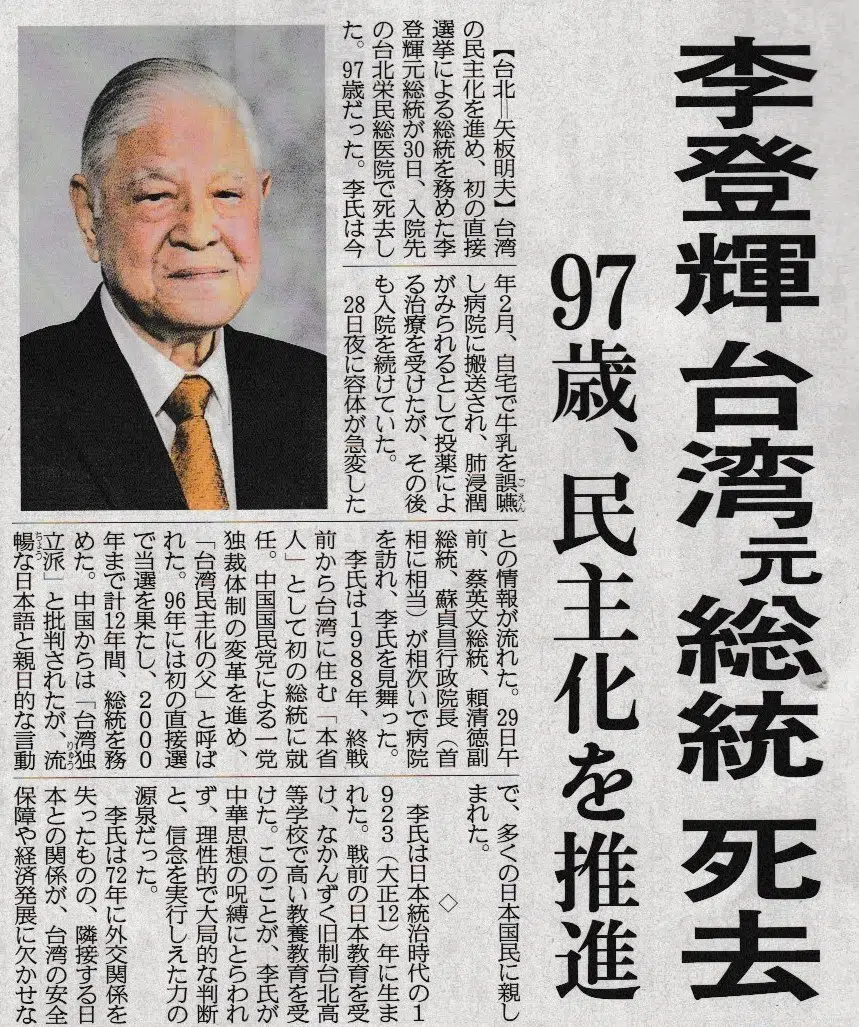 李登輝 台湾元総統 死去
97歳、民主化を推進
【台北=矢板明夫】台湾
の民主化を進め、初の直接
選挙による総統を務めた李
登輝元総統が30日、入院先
の台北栄民総医院で死去し
た。97歳だった。李氏は今
年2月、自宅で牛乳を誤嚥
ごえん
し病院に搬送され、肺浸潤
がみられるとして投薬によ
る治療を受けたが、その後
も入院を続けていた。
28日夜に容体が急変した
との情報が流れた。29日午
前、蔡英文総統、頼清徳副
総統、蘇貞昌行政院長(首
相に相当)が相次いで病院
を訪れ、李氏を見舞った。
李氏は1988年、終戦
前から台湾に住む「本省
人」として初の総統に就
任。中国国民党による一党
独裁体制の変革を進め、
「台湾民主化の父」と呼ば
れた。96年には初の直接選
で当選を果たし、2000
年まで計12年間、総統を務
めた。中国からは「台湾独
立派」と批判されたが、流
りゅう
暢な日本語と親日的な言動
ちょう
で、多くの日本国民に親し
まれた。
◇
李氏は日本統治時代の1
923(大正12)年に生ま
れた。戦前の日本教育を受
け、なかんずく旧制台北高
等学校で高い教養教育を受
けた。このことが、李氏が
中華思想の呪縛にとらわれ
ず、理性的で大局的な判断
と、信念を実行しえた力の
源泉だった。
李氏は72年に外交関係を
失ったものの、隣接する日
本との関係が、台湾の安全
保障や経済発展に欠かせな